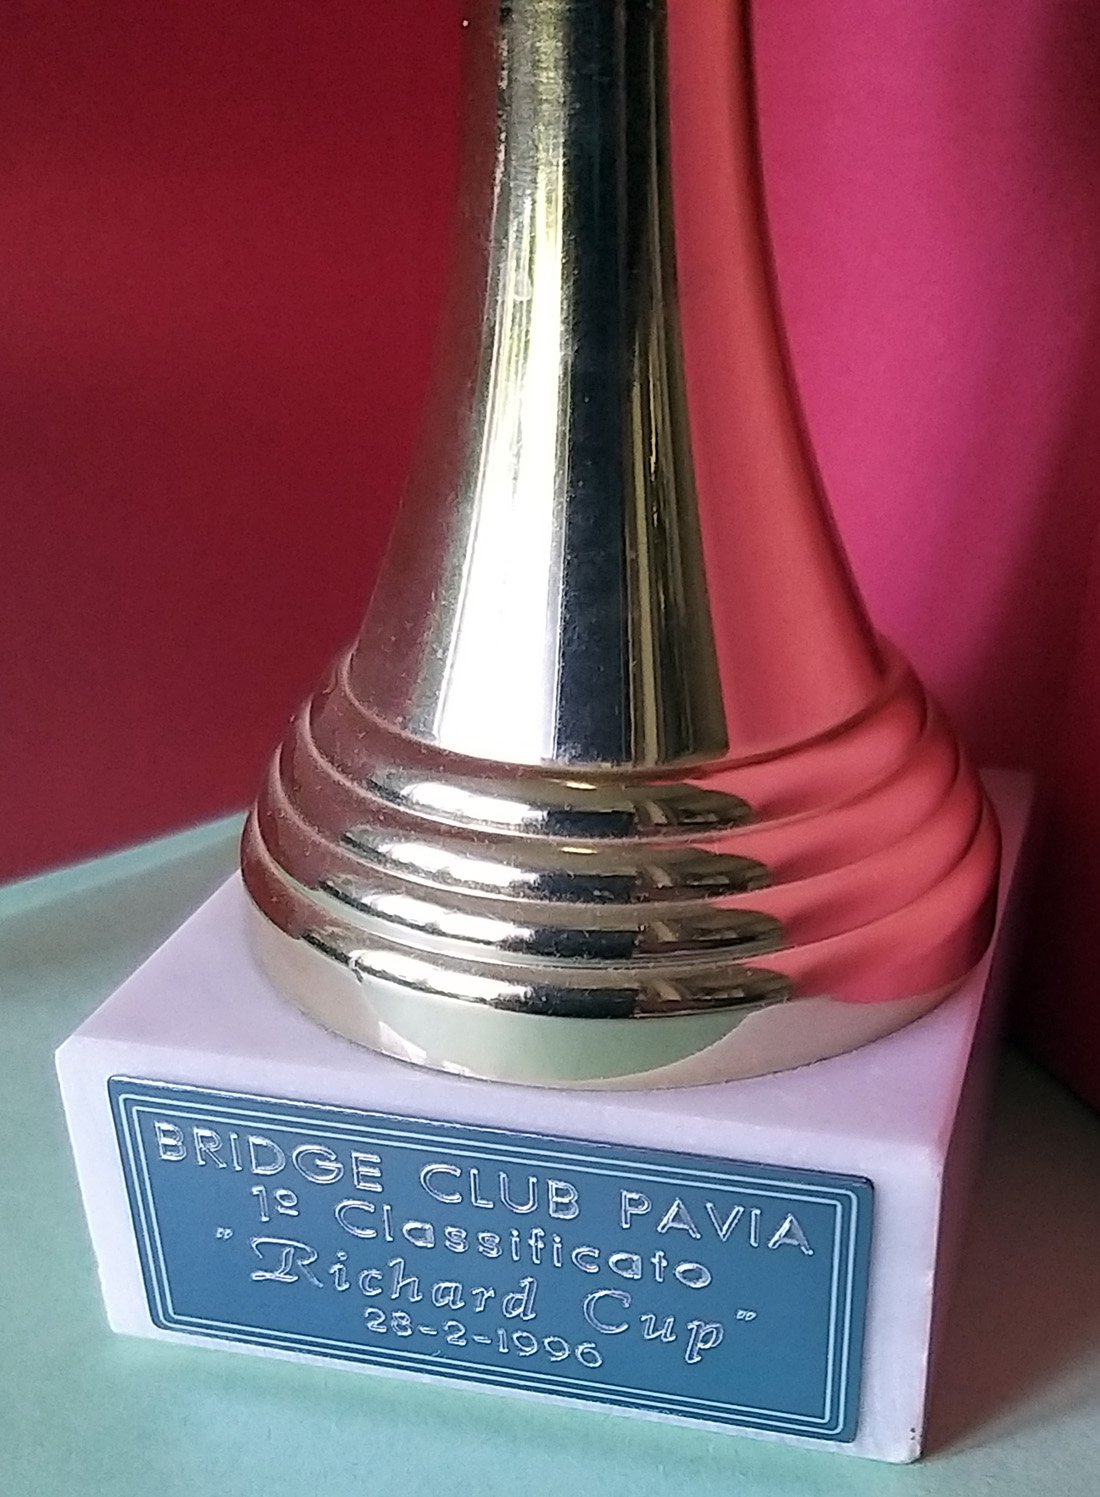 BRIDGE CLUB PAVIA
1º Classificato
"Richard Cup"
28-2-1996